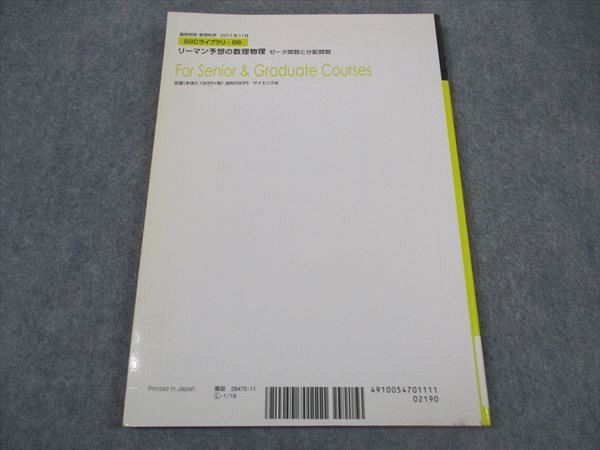 臨時別冊・数理科学 2011年11月
SGCライブラリ-86
リーマン予想の数理物理 ゼータ関数と分配関数
For Senior & Graduate Courses
定価(本体2,190円+税) 送料290円 サイエンス社
Printed in Japan
雑誌 05470-11
Ⓛ-1/18
4910054701111
02190